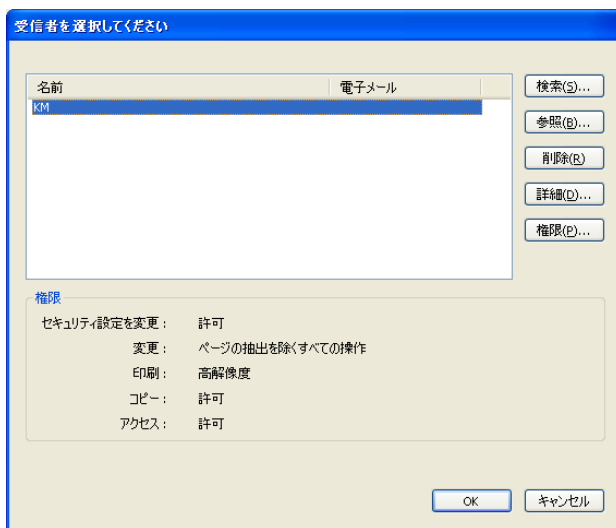 受信者を選択してください
名前 電子メール
KM
検索(S)...
参照(B)...
削除(R)
詳細(D)...
権限(P)...
権限
セキュリティ設定を変更: 許可
変更: ページの抽出を除くすべての操作
印刷: 高解像度
コピー: 許可
アクセス: 許可
OK キャンセル